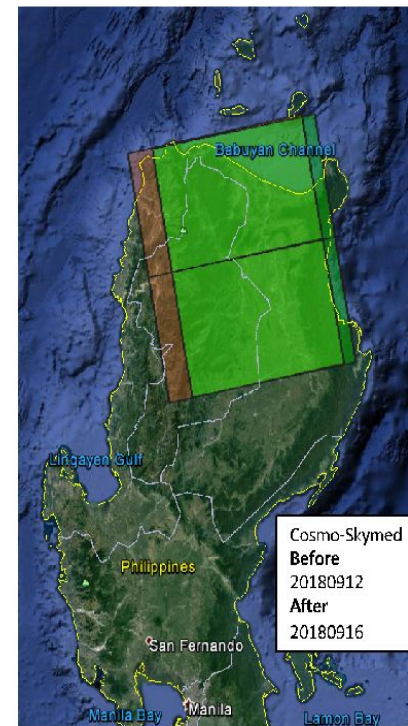 Babuyan Channel
Lingayen Gulf
Philippines
San Fernando
Manila Bay
Manila
Lamon Bay
Cosmo-Skymed
Before
20180912
After
20180916